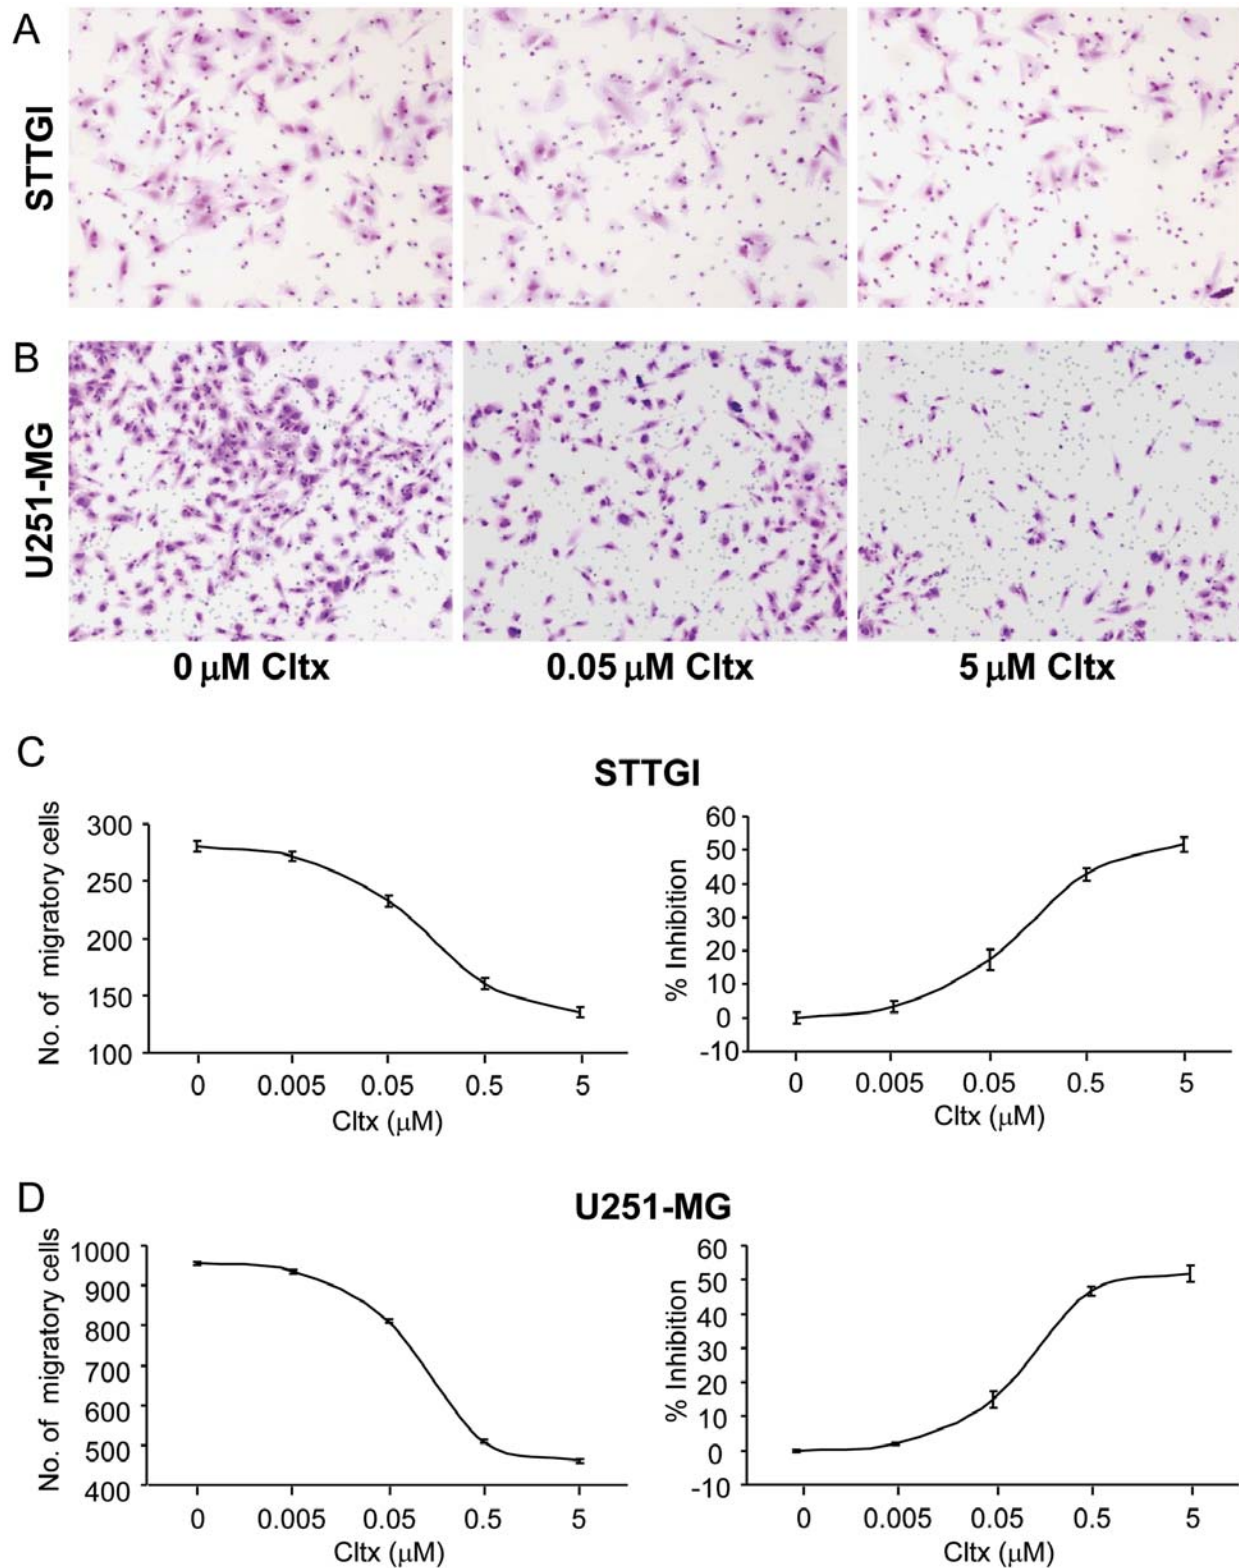 A
STTGI
B
U251-MG
0 μM Cltx
0.05 μM Cltx
5 μM Cltx
C
STTGI
No. of migratory cells
300
250
200
150
100
0 0.005 0.05 0.5 5
Cltx (μM)
% Inhibition
60
50
40
30
20
10
0
-10
0 0.005 0.05 0.5 5
Cltx (μM)
D
U251-MG
No. of migratory cells
1000
900
800
700
600
500
400
0 0.005 0.05 0.5 5
Cltx (μM)
% Inhibition
60
50
40
30
20
10
0
-10
0 0.005 0.05 0.5 5
Cltx (μM)